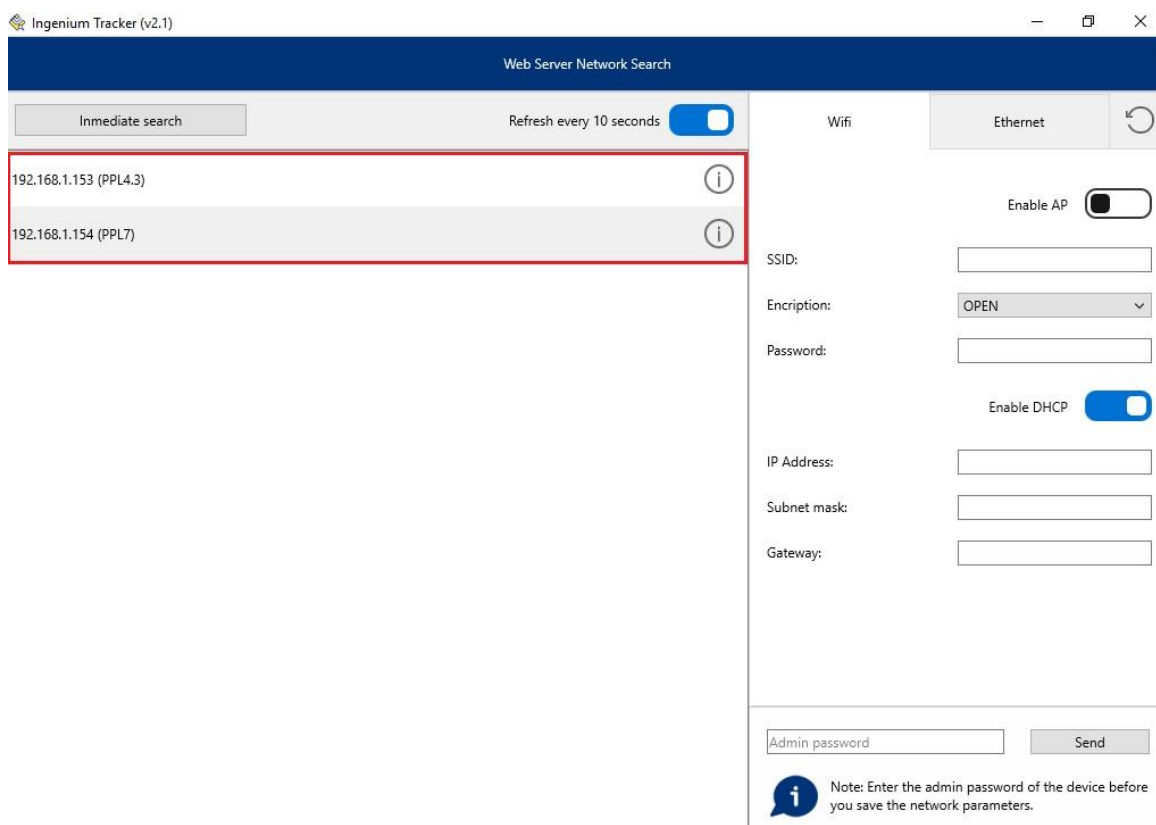 Ingenium Tracker (v2.1)
Web Server Network Search
Inmediate search
Refresh every 10 seconds
Wifi
Ethernet
192.168.1.153 (PPL4.3)
192.168.1.154 (PPL7)
Enable AP
SSID:
Encription:
OPEN
Password:
Enable DHCP
IP Address:
Subnet mask:
Gateway:
Admin password
Send
Note: Enter the admin password of the device before
you save the network parameters.